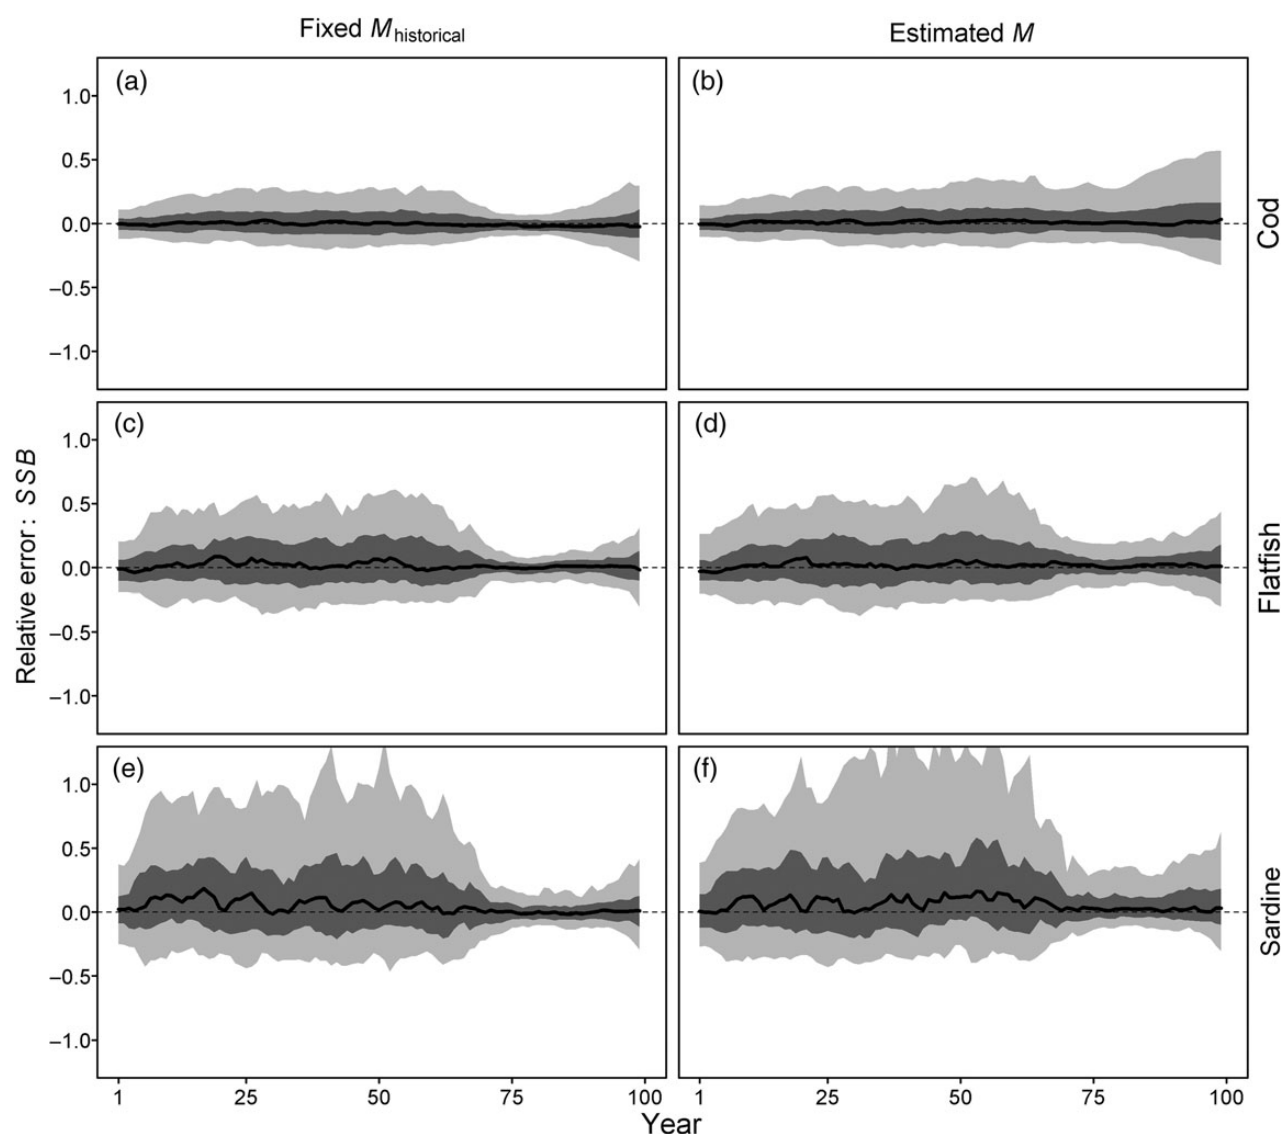 Fixed M historical
Estimated M
(a)
(b)
1.0
0.5
0.0
−0.5
−1.0
Cod
(c)
(d)
1.0
0.5
0.0
−0.5
−1.0
Flatfish
Relative error: SSB
(e)
(f)
1.0
0.5
0.0
−0.5
−1.0
Sardine
1 25 50 75 100
1 25 50 75 100
Year